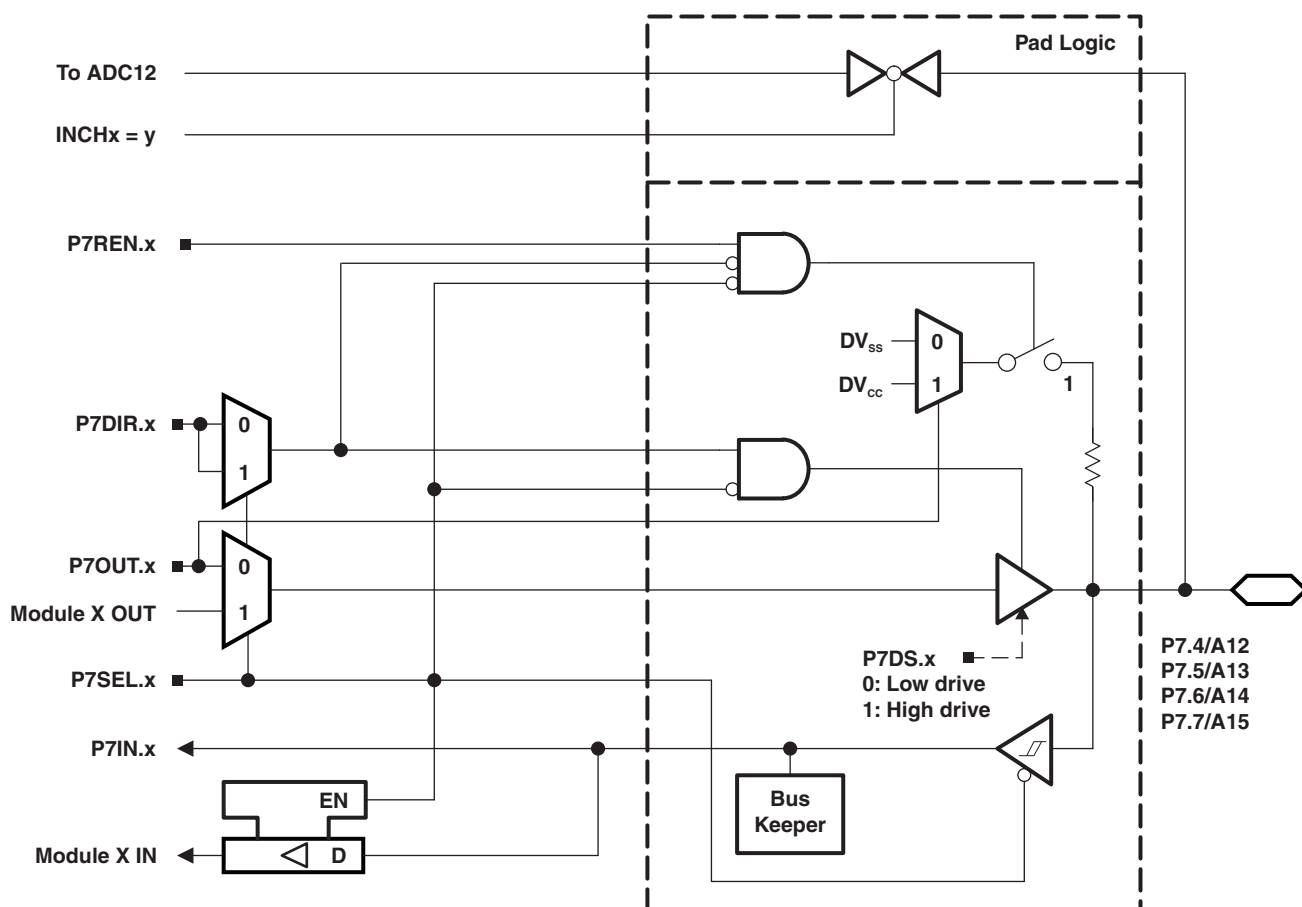 Pad Logic
To ADC12
INCHx = y
P7REN.x
DVSS
0
DVCC
1
1
P7DIR.x
0
1
P7OUT.x
0
Module X OUT
1
P7DS.x
0: Low drive
1: High drive
P7.4/A12
P7.5/A13
P7.6/A14
P7.7/A15
P7SEL.x
P7IN.x
EN
Bus
Keeper
Module X IN
D